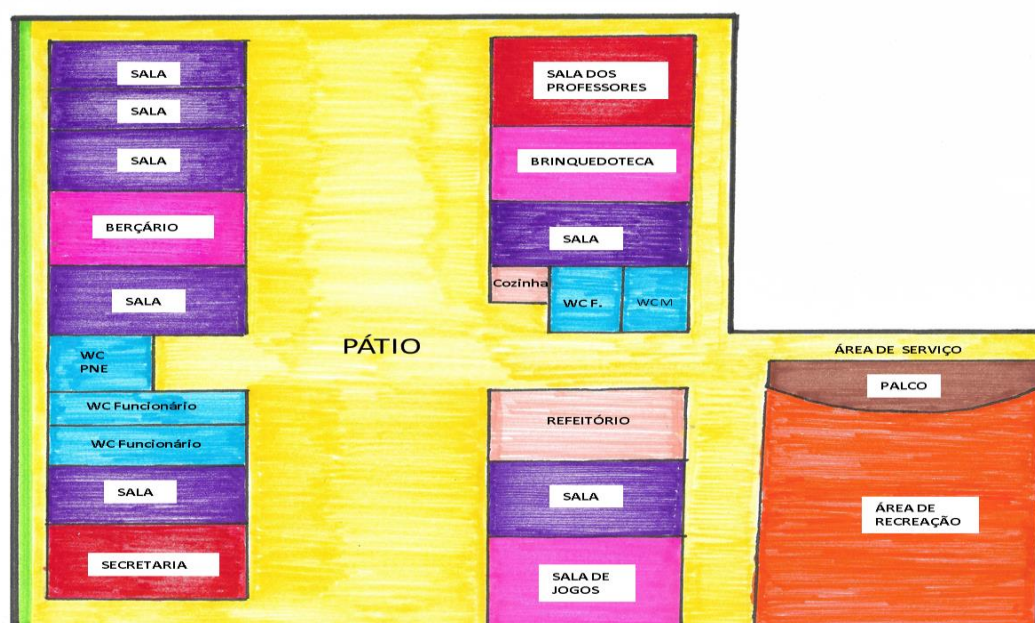 SALA
SALA
SALA
BERÇÁRIO
SALA
WC
PNE
WC Funcionário
WC Funcionário
SALA
SECRETARIA
PÁTIO
SALA DOS
PROFESSORES
BRINQUEDOTECA
SALA
Cozinha
WC F.
WC M
REFEITÓRIO
SALA
SALA DE
JOGOS
ÁREA DE SERVIÇO
PALCO
ÁREA DE
RECREAÇÃO